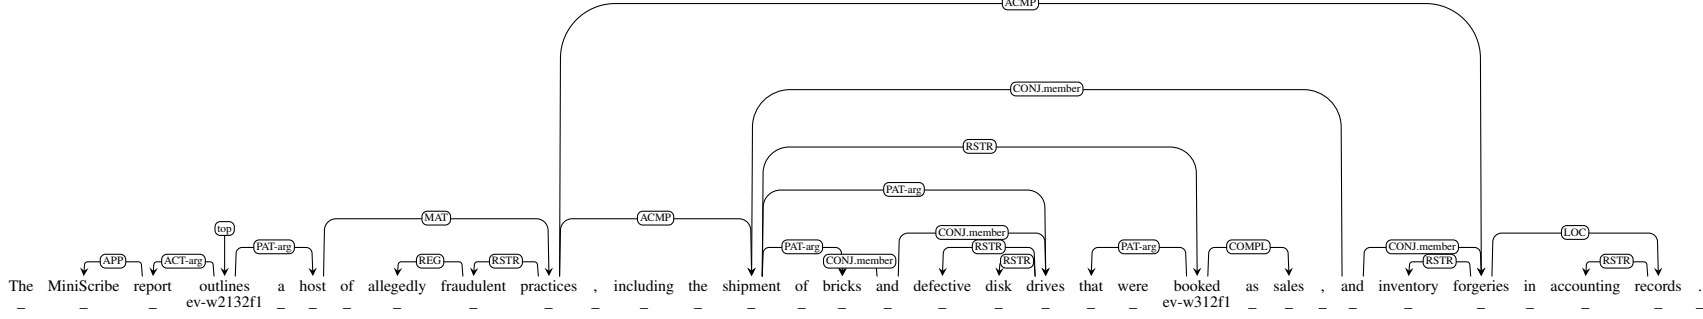 ACMP
CONJ.member
RSTR
PAT-arg
MAT ACMP
top CONJ.member LOC
PAT-arg PAT-arg RSTR PAT-arg COMPL CONJ.member
APP ACT-arg REG RSTR CONJ.member RSTR RSTR RSTR
The MiniScribe report outlines a host of allegedly fraudulent practices , including the shipment of bricks and defective disk drives that were booked as sales , and inventory forgeries in accounting records .
ev-w2132f1 ev-w312f1
_ _ _ _ _ _ _ _ _ _ _ _ _ _ _ _ _ _ _ _ _ _ _ _ _ _ _ _ _ _ _